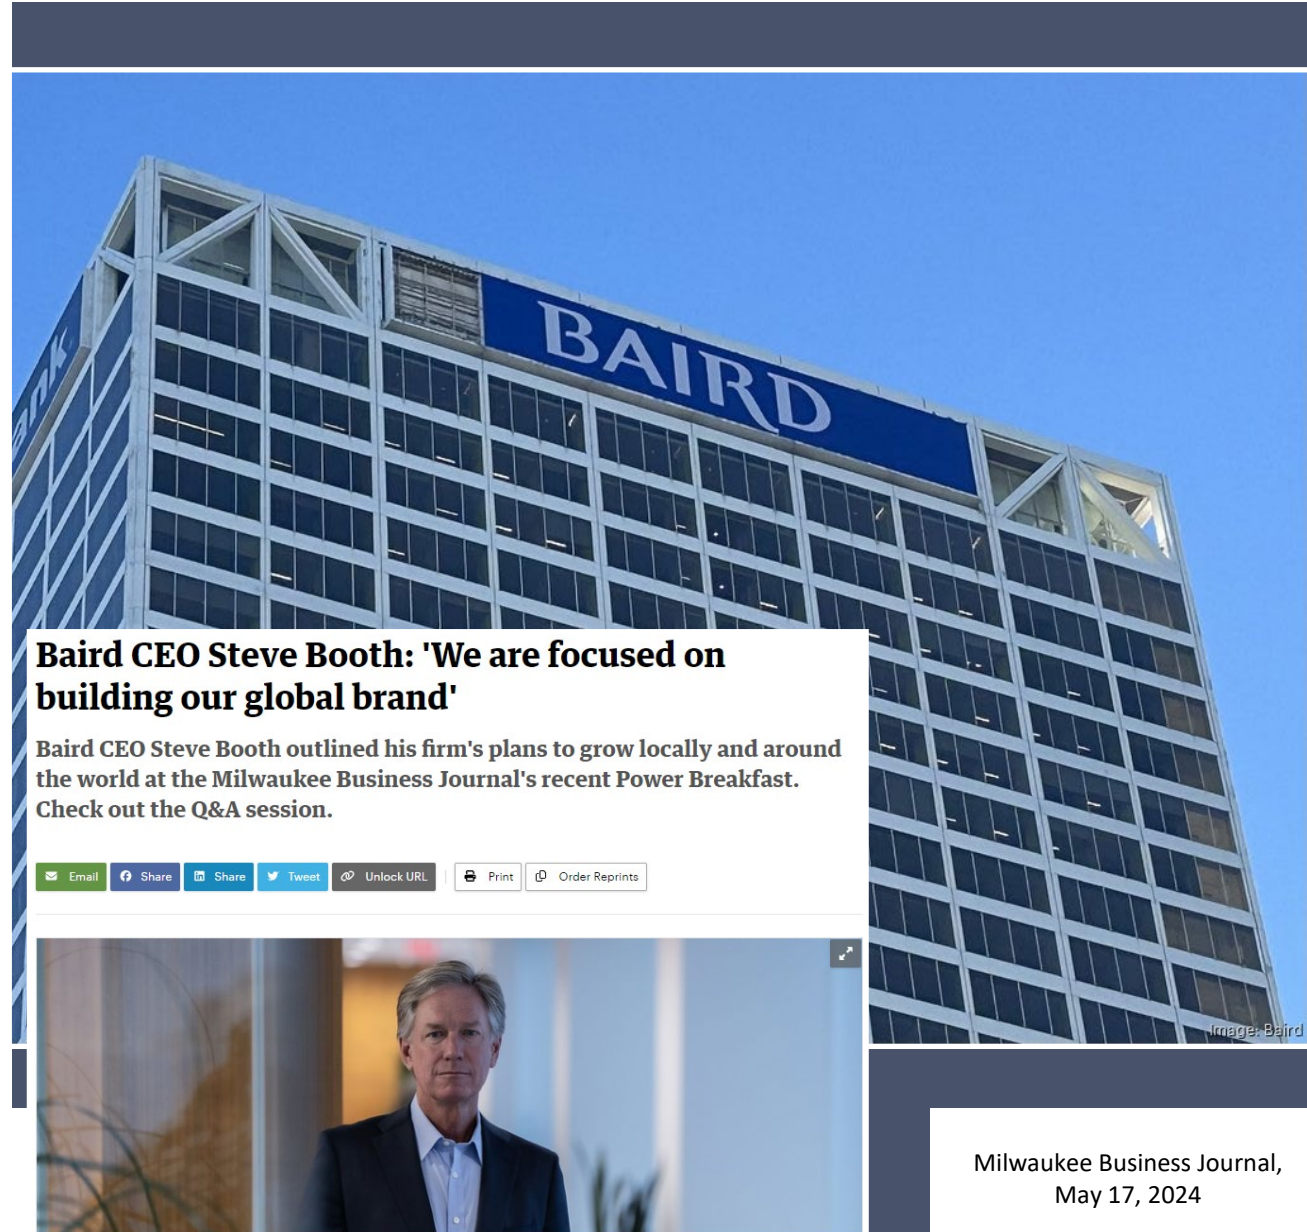 ank
BAIRD
Baird CEO Steve Booth: 'We are focused on
building our global brand'
Baird CEO Steve Booth outlined his firm's plans to grow locally and around
the world at the Milwaukee Business Journal's recent Power Breakfast.
Check out the Q&A session.
Email Share Share Tweet Unlock URL Print Order Reprints
Image: Baird
Milwaukee Business Journal,
May 17, 2024